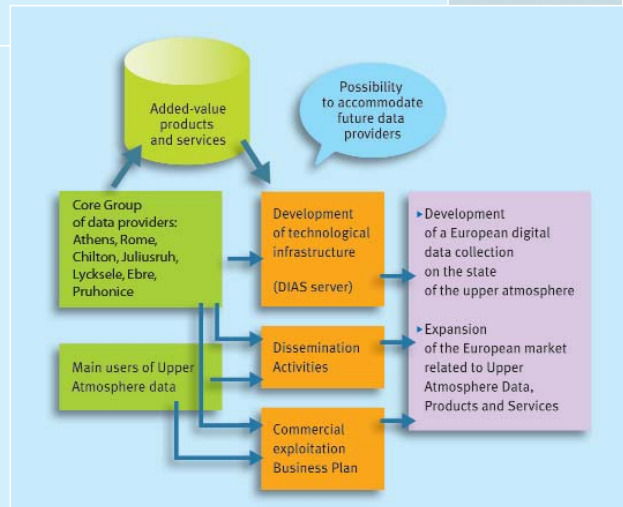 Added-value
products
and services
Possibility
to accommodate
future data
providers
Core Group
of data providers:
Athens, Rome,
Chilton, Juliusruh,
Lycksele, Ebre,
Pruhonice
Development
of technological
infrastructure
(DIAS server)
▸Development
of a European digital
data collection
on the state
of the upper atmosphere
▸Expansion
of the European market
related to Upper
Atmosphere Data,
Products and Services
Main users of Upper
Atmosphere data
Dissemination
Activities
Commercial
exploitation
Business Plan